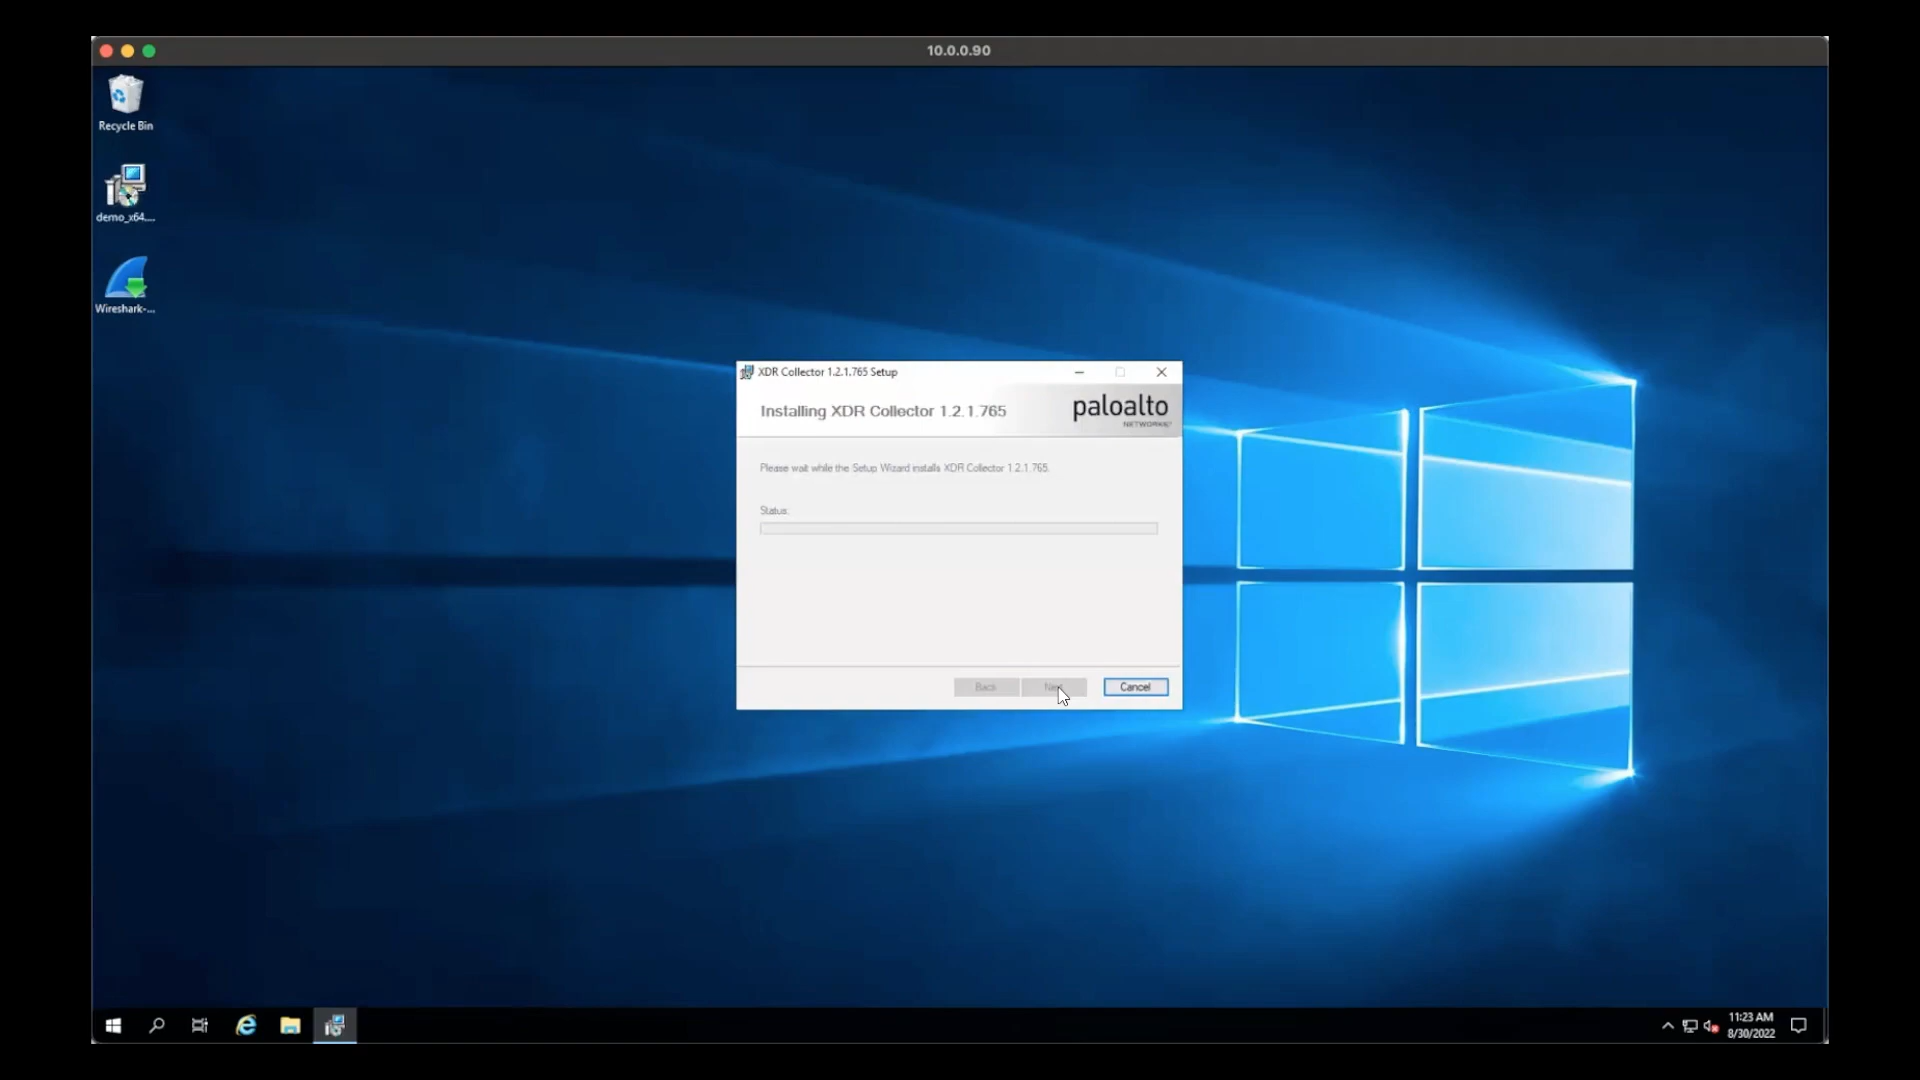 10.0.0.90
Recycle Bin
demo_x64....
Wireshark-...
XDR Collector 1.2.1.765 Setup
Installing XDR Collector 1.2.1.765
paloalto
NETWORKS
Please wait while the Setup Wizard installs XDR Collector 1.2.1.765.
Status:
Back
Next
Cancel
11:23 AM
8/30/2022